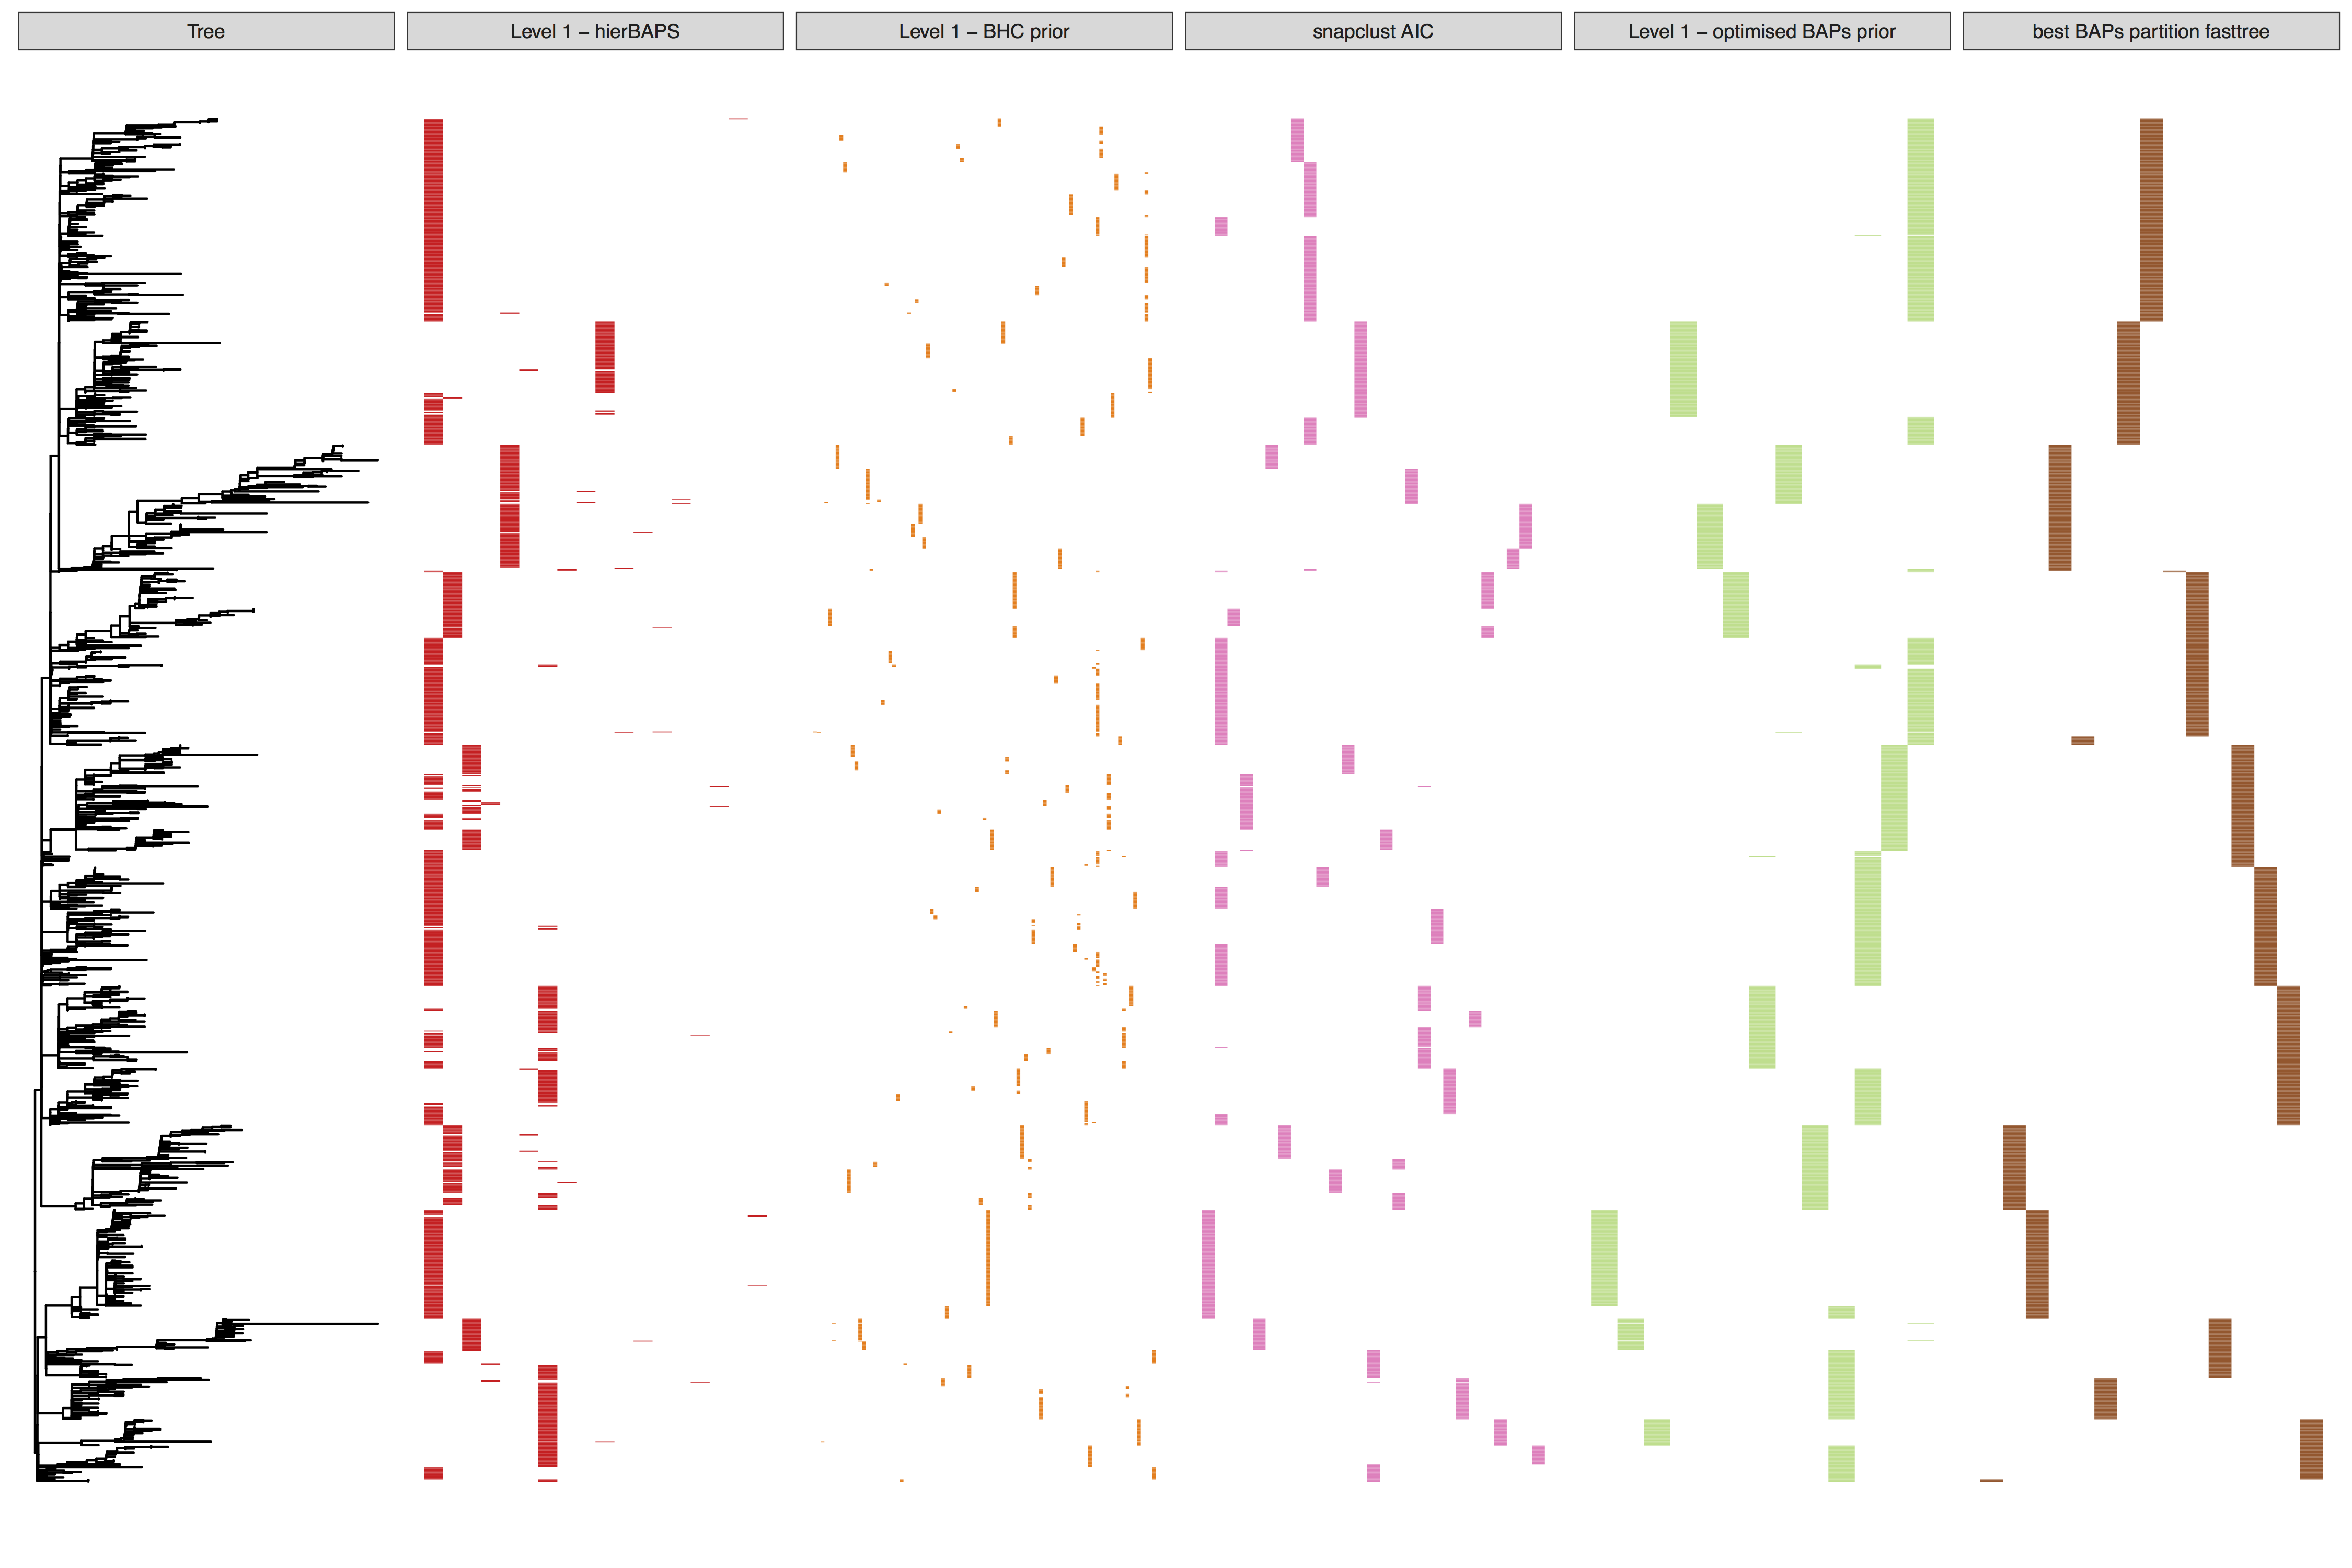 Tree
Level 1 – hierBAPS
Level 1 – BHC prior
snapclust AIC
Level 1 – optimised BAPs prior
best BAPs partition fasttree